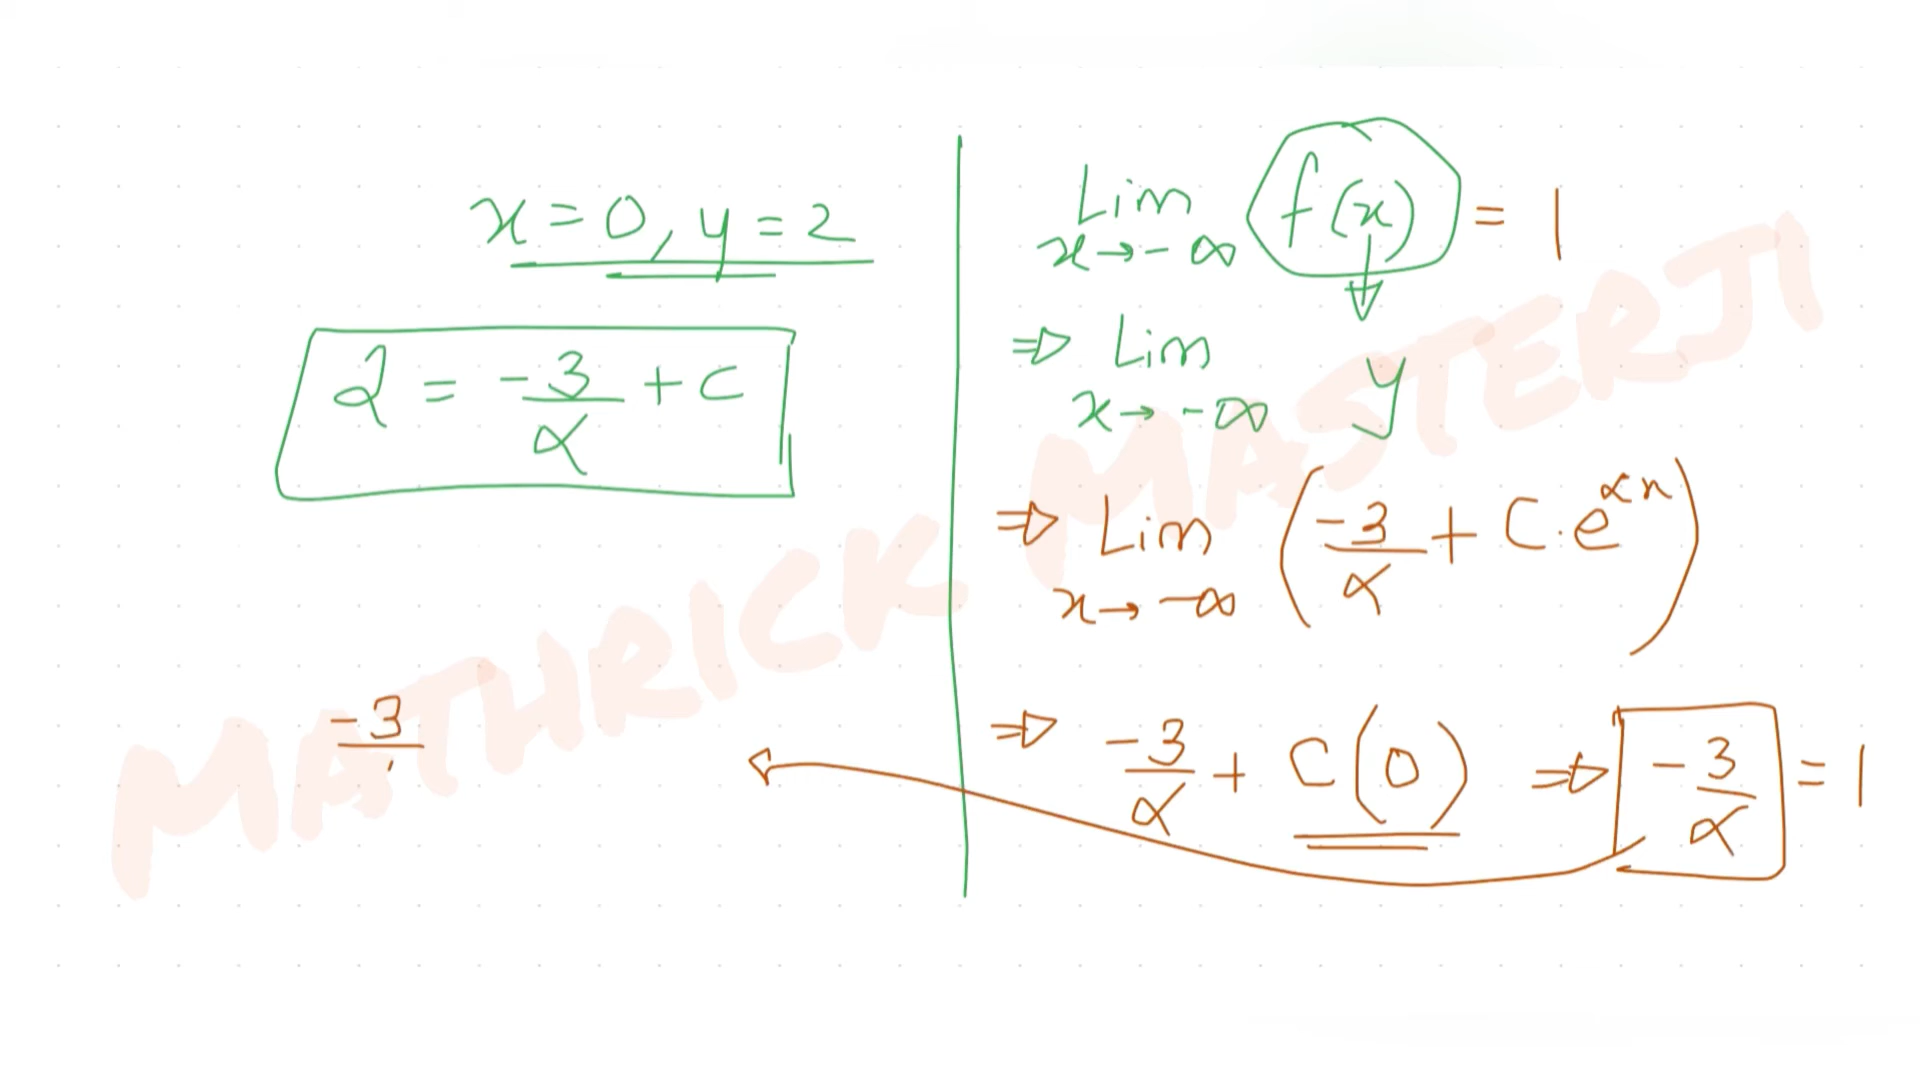 x = 0, y = 2
2 = -3/α + c
-3
Lim x→-∞ f(x) = 1
⇒ Lim x→-∞ y
⇒ Lim x→-∞ (-3/α + C.e^αx)
⇒ -3/α + C(0) ⇒ -3/α = 1
MATHRICK MASTERJI